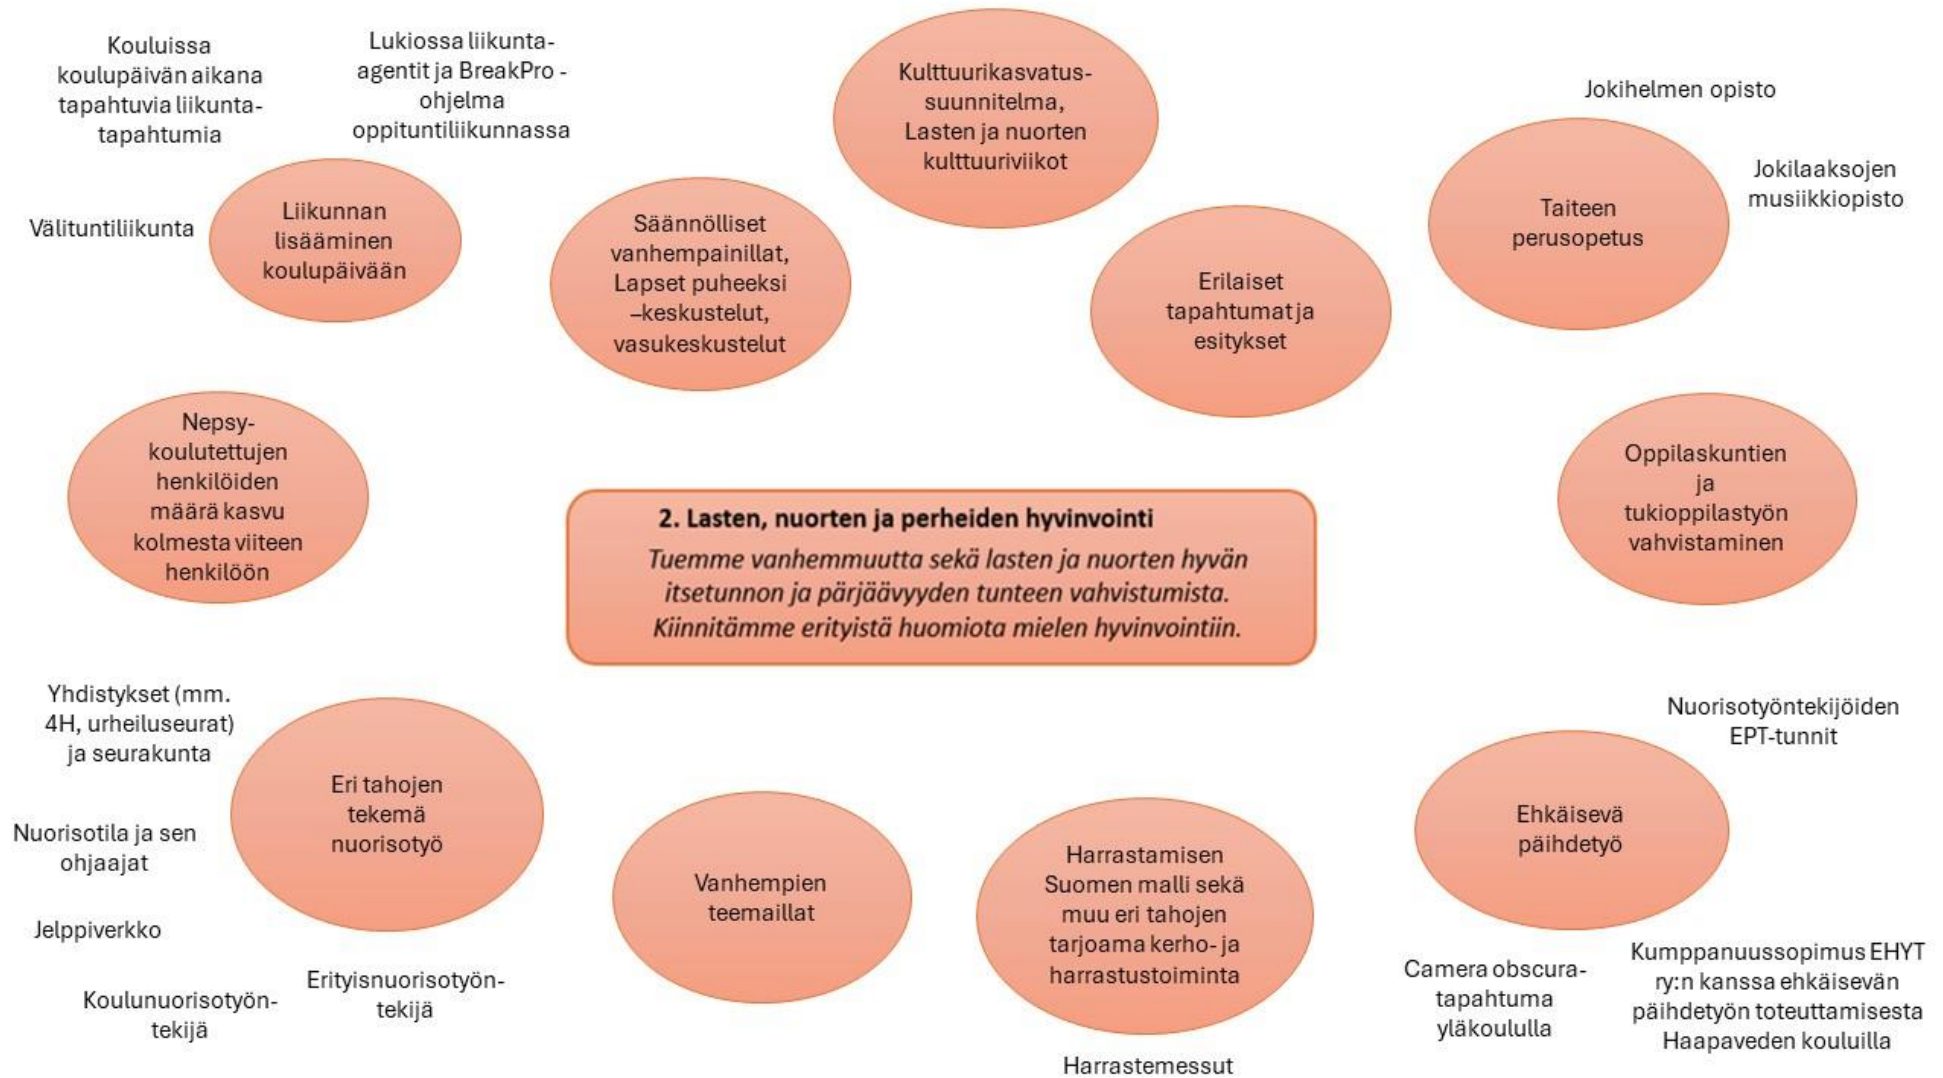 Kouluissa
koulupäivän aikana
tapahtuvia liikunta-
tapahtumia
Lukiossa liikunta-
agentit ja BreakPro -
ohjelma
oppituntiliikunnassa
Välituntiliikunta
Liikunnan
lisääminen
koulupäivään
Säännölliset
vanhempainillat,
Lapset puheeksi
–keskustelut,
vasukeskustelut
Kulttuurikasvatus-
suunnitelma,
Lasten ja nuorten
kulttuuriviikot
Erilaiset
tapahtumat ja
esitykset
Jokihelmen opisto
Taiteen
perusopetus
Jokilaaksojen
musiikkiopisto
Nepsy-
koulutettujen
henkilöiden
määrä kasvu
kolmesta viiteen
henkilöön
2. Lasten, nuorten ja perheiden hyvinvointi
Tuemme vanhemmuutta sekä lasten ja nuorten hyvän
itsetunnon ja pärjäävyyden tunteen vahvistumista.
Kiinnitämme erityistä huomiota mielen hyvinvointiin.
Oppilaskuntien
ja
tukioppilastyön
vahvistaminen
Yhdistykset (mm.
4H, urheiluseurat)
ja seurakunta
Nuorisotila ja sen
ohjaajat
Jelppiverkko
Koulunuorisotyön-
tekijä
Erityisnuorisotyön-
tekijä
Eri tahojen
tekemä
nuorisotyö
Vanhempien
teemaillat
Harrastamisen
Suomen malli sekä
muu eri tahojen
tarjoama kerho- ja
harrastustoiminta
Harrastemessut
Nuorisotyöntekijöiden
EPT-tunnit
Ehkäisevä
päihdetyö
Camera obscura-
tapahtuma
yläkoululla
Kumppanuussopimus EHYT
ry:n kanssa ehkäisevän
päihdetyön toteuttamisesta
Haapaveden kouluilla